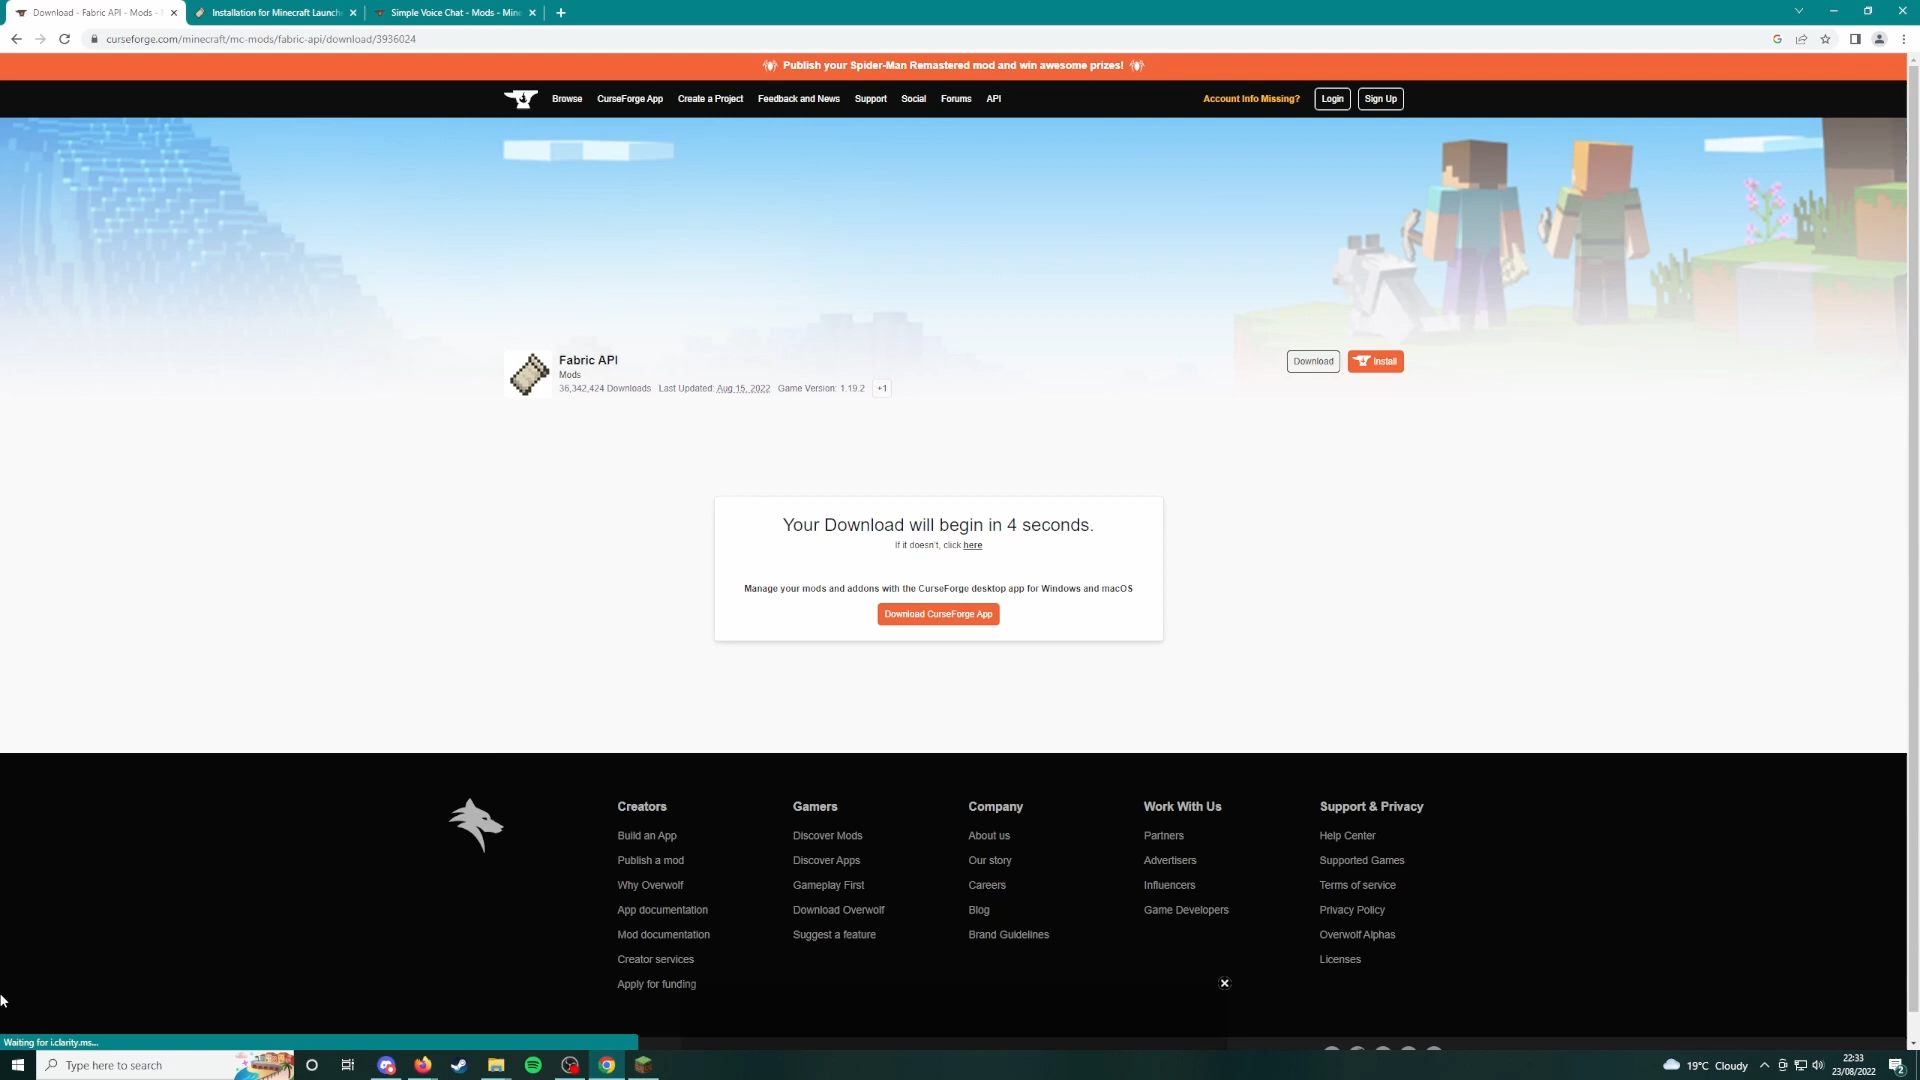 Download - Fabric API - Mods -
Installation for Minecraft Launch
Simple Voice Chat - Mods - Mine
curseforge.com/minecraft/mc-mods/fabric-api/download/3936024
Publish your Spider-Man Remastered mod and win awesome prizes!
Browse CurseForge App Create a Project Feedback and News Support Social Forums API Account Info Missing? Login Sign Up
Fabric API
Download Install
Mods
36,342,424 Downloads Last Updated: Aug 15, 2022 Game Version: 1.19.2 +1
Your Download will begin in 4 seconds.
If it doesn't, click here
Manage your mods and addons with the CurseForge desktop app for Windows and macOS
Download CurseForge App
Creators
Build an App
Publish a mod
Why Overwolf
App documentation
Mod documentation
Creator services
Apply for funding
Gamers
Discover Mods
Discover Apps
Gameplay First
Download Overwolf
Suggest a feature
Company
About us
Our story
Careers
Blog
Brand Guidelines
Work With Us
Partners
Advertisers
Influencers
Game Developers
Support & Privacy
Help Center
Supported Games
Terms of service
Privacy Policy
Overwolf Alphas
Licenses
Waiting for i.clarity.ms...
Type here to search
19°C Cloudy
22:33
23/08/2022
2